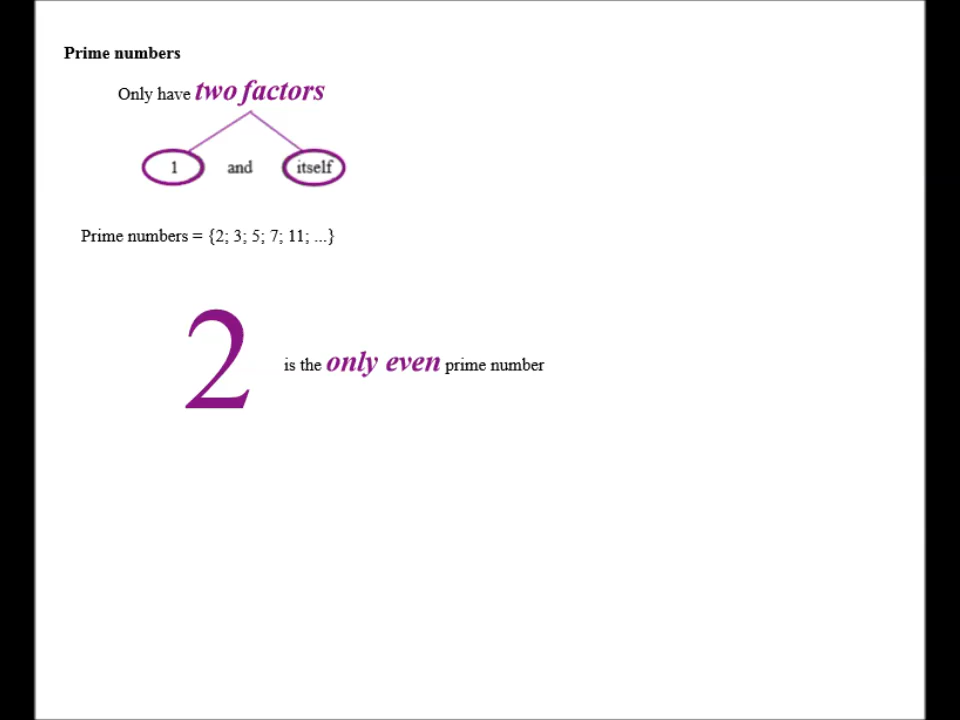 Prime numbers
Only have two factors
1 and itself
Prime numbers = {2; 3; 5; 7; 11; ...}
2 is the only even prime number